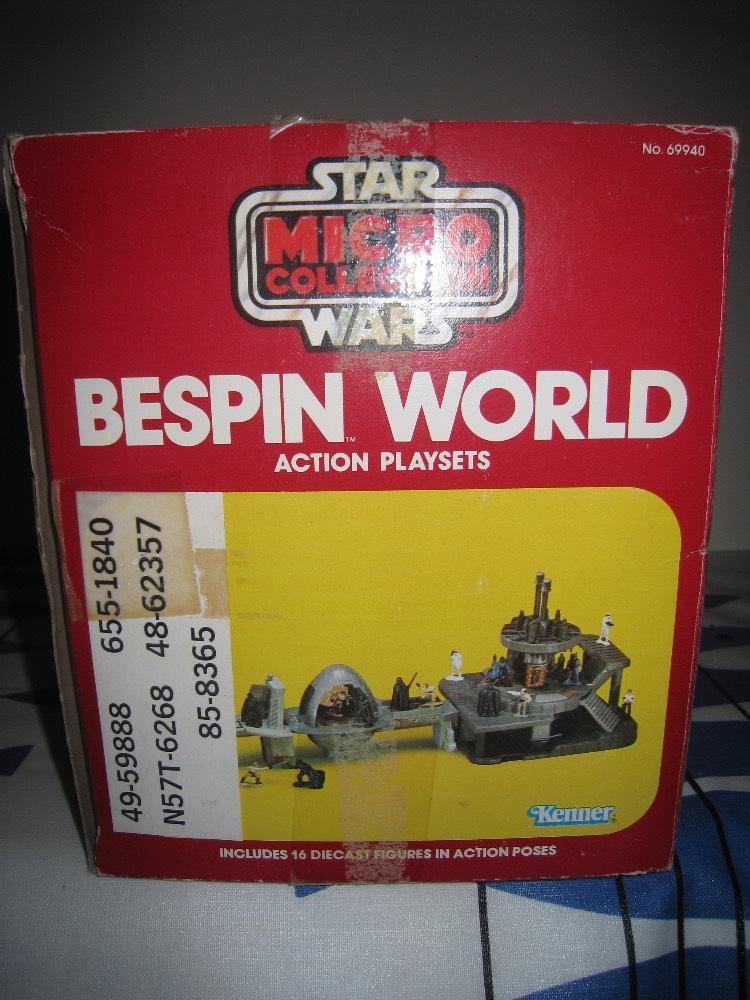 No. 69940
STAR
MICRO
COLLECTION
WARS
BESPIN WORLD
TM
ACTION PLAYSETS
49-59888 655-1840
N57T-6268 48-62357
85-8365
Kenner®
INCLUDES 16 DIECAST FIGURES IN ACTION POSES